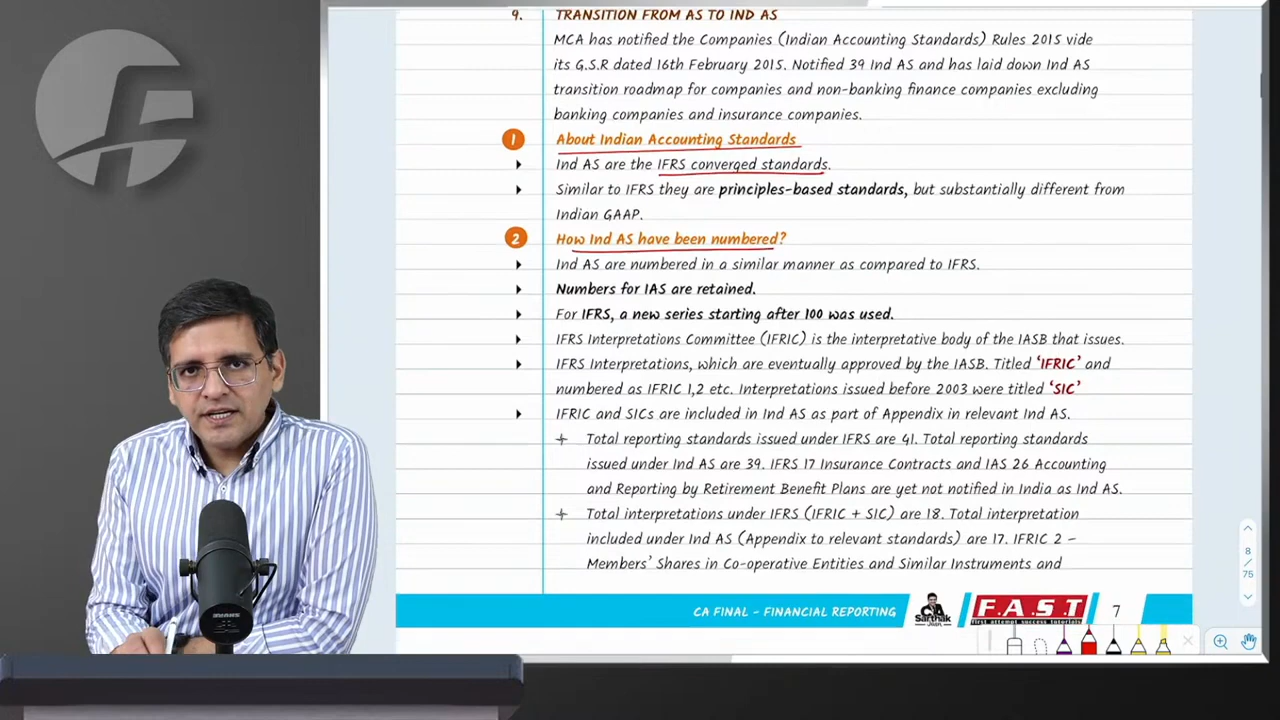 9. TRANSITION FROM AS TO IND AS
MCA has notified the Companies (Indian Accounting Standards) Rules 2015 vide
its G.S.R dated 16th February 2015. Notified 39 Ind AS and has laid down Ind AS
transition roadmap for companies and non-banking finance companies excluding
banking companies and insurance companies.
1 About Indian Accounting Standards
Ind AS are the IFRS converged standards.
Similar to IFRS they are principles-based standards, but substantially different from
Indian GAAP.
2 How Ind AS have been numbered?
Ind AS are numbered in a similar manner as compared to IFRS.
Numbers for IAS are retained.
For IFRS, a new series starting after 100 was used.
IFRS Interpretations Committee (IFRIC) is the interpretative body of the IASB that issues.
IFRS Interpretations, which are eventually approved by the IASB. Titled ‘IFRIC’ and
numbered as IFRIC 1,2 etc. Interpretations issued before 2003 were titled ‘SIC’
IFRIC and SICs are included in Ind AS as part of Appendix in relevant Ind AS.
Total reporting standards issued under IFRS are 41. Total reporting standards
issued under Ind AS are 39. IFRS 17 Insurance Contracts and IAS 26 Accounting
and Reporting by Retirement Benefit Plans are yet not notified in India as Ind AS.
Total interpretations under IFRS (IFRIC + SIC) are 18. Total interpretation
included under Ind AS (Appendix to relevant standards) are 17. IFRIC 2 –
Members’ Shares in Co-operative Entities and Similar Instruments and
8
/
75
CA FINAL - FINANCIAL REPORTING
Sarthak
F.A.S.T
first attempt success tutorials
7